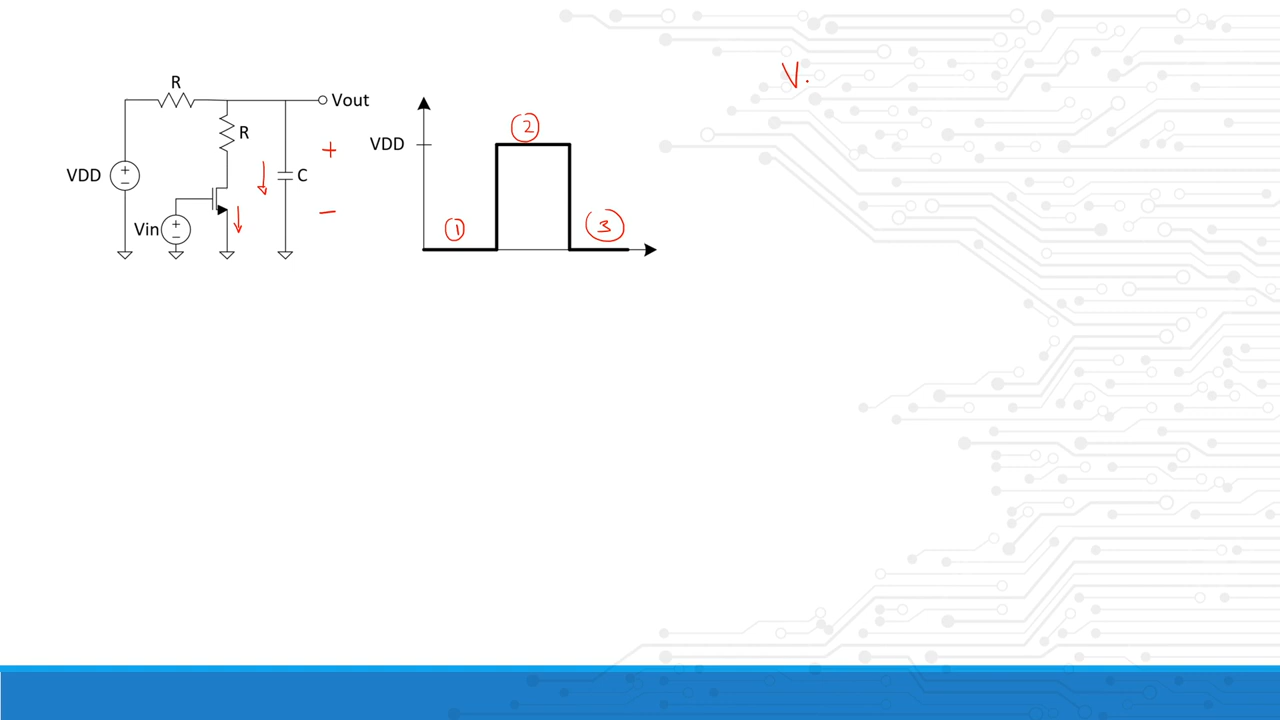 R
Vout
R
VDD
+
-
C
Vin
VDD
①
②
③
V.